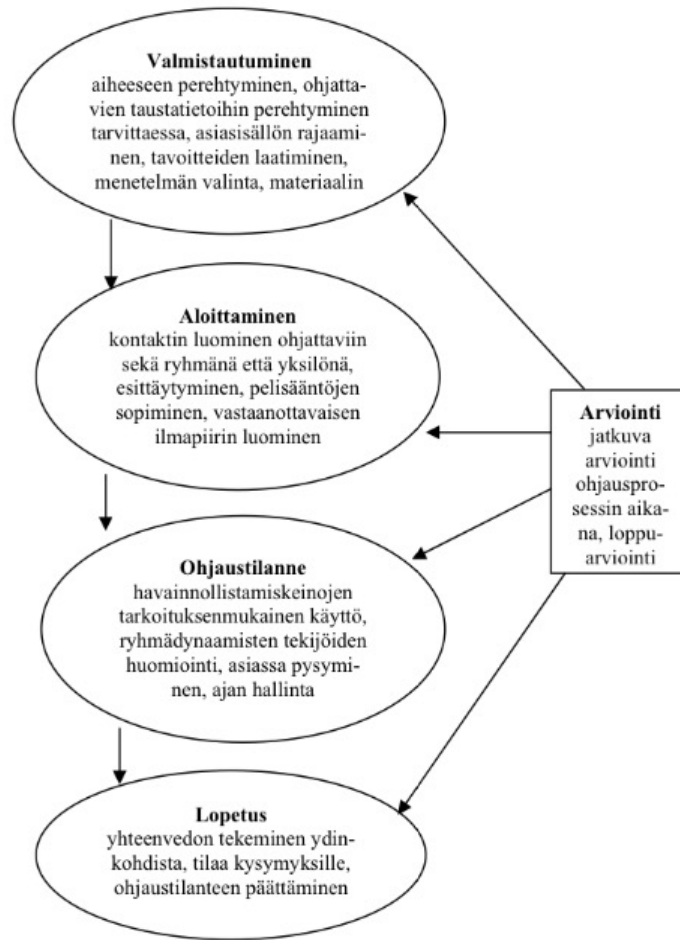 Valmistautuminen
aiheeseen perehtyminen, ohjatta-
vien taustatietoihin perehtyminen
tarvittaessa, asiasisällön rajaami-
nen, tavoitteiden laatiminen,
menetelmän valinta, materiaalin
Aloittaminen
kontaktin luominen ohjattaviin
sekä ryhmänä että yksilönä,
esittäytyminen, pelisääntöjen
sopiminen, vastaanottavaisen
ilmapiirin luominen
Ohjaustilanne
havainnollistamiskeinojen
tarkoituksenmukainen käyttö,
ryhmädynaamisten tekijöiden
huomiointi, asiassa pysymi-
nen, ajan hallinta
Lopetus
yhteenvedon tekeminen ydin-
kohdista, tilaa kysymyksille,
ohjaustilanteen päättäminen
Arviointi
jatkuva
arviointi
ohjauspro-
sessin aika-
na, loppu-
arviointi